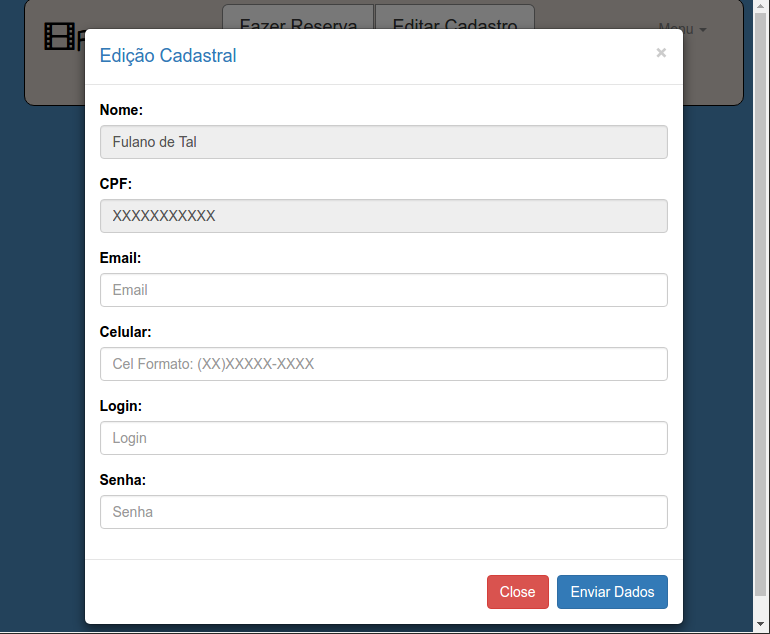 Fazer Reserva
Editar Cadastro
Menu
Edição Cadastral
×
Nome:
Fulano de Tal
CPF:
XXXXXXXXXXX
Email:
Email
Celular:
Cel Formato: (XX)XXXXX-XXXX
Login:
Login
Senha:
Senha
Close
Enviar Dados